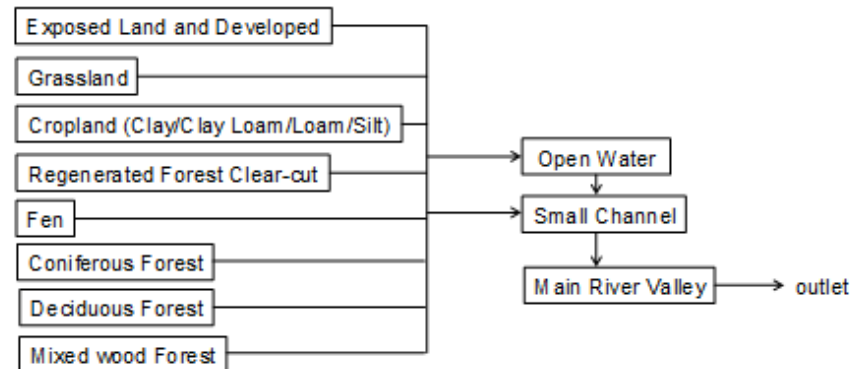 Exposed Land and Developed
Grassland
Cropland (Clay/Clay Loam/Loam/Silt)
Regenerated Forest Clear-cut
Fen
Coniferous Forest
Deciduous Forest
Mixed wood Forest
Open Water
Small Channel
Main River Valley
outlet